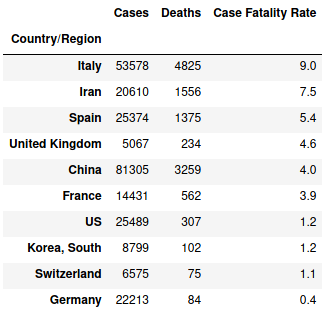 Cases Deaths Case Fatality Rate
Country/Region
Italy 53578 4825 9.0
Iran 20610 1556 7.5
Spain 25374 1375 5.4
United Kingdom 5067 234 4.6
China 81305 3259 4.0
France 14431 562 3.9
US 25489 307 1.2
Korea, South 8799 102 1.2
Switzerland 6575 75 1.1
Germany 22213 84 0.4